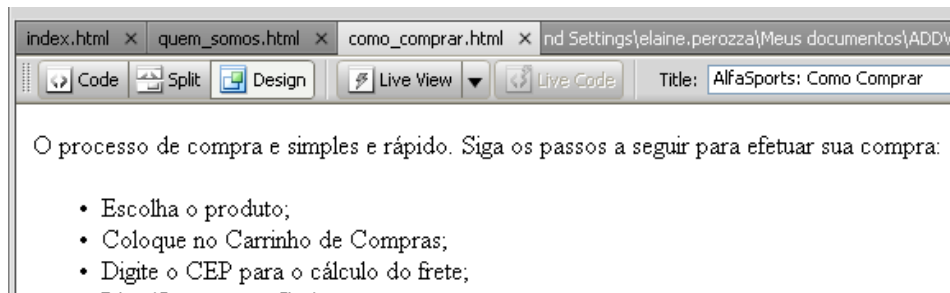 index.html × quem_somos.html × como_comprar.html × nd Settings\elaine.perozza\Meus documentos\ADDV
Code Split Design Live View Live Code Title: AlfaSports: Como Comprar
O processo de compra e simples e rápido. Siga os passos a seguir para efetuar sua compra:
• Escolha o produto;
• Coloque no Carrinho de Compras;
• Digite o CEP para o cálculo do frete;